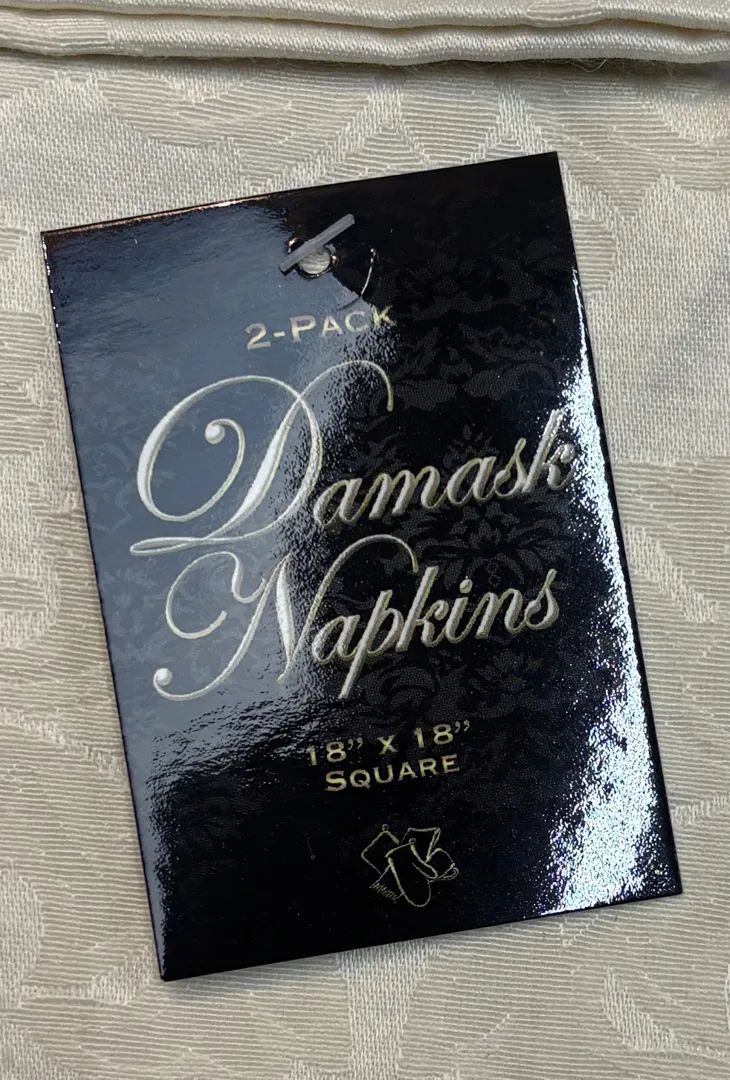 2-PACK
Damask
Napkins
18” X 18”
SQUARE